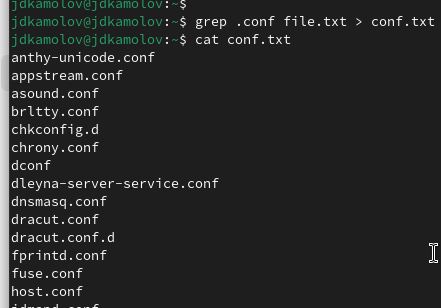 jdkamolov@jdkamolov:~$
jdkamolov@jdkamolov:~$ grep .conf file.txt > conf.txt
jdkamolov@jdkamolov:~$ cat conf.txt
anthy-unicode.conf
appstream.conf
asound.conf
brltty.conf
chkconfig.d
chrony.conf
dconf
dleyna-server-service.conf
dnsmasq.conf
dracut.conf
dracut.conf.d
fprintd.conf
fuse.conf
host.conf